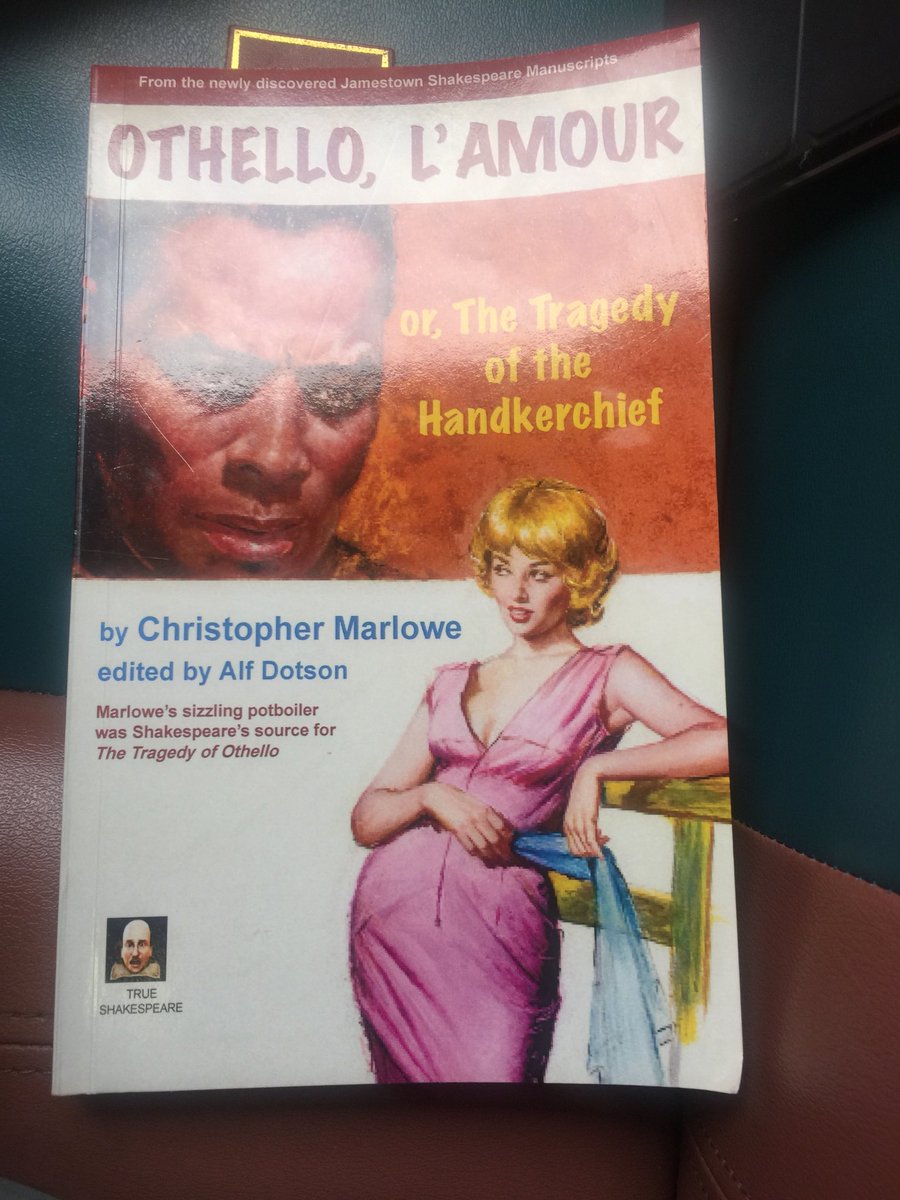 From the newly discovered Jamestown Shakespeare Manuscripts
OTHELLO, L'AMOUR
or, The Tragedy
of the
Handkerchief
by Christopher Marlowe
edited by Alf Dotson
Marlowe's sizzling potboiler
was Shakespeare's source for
The Tragedy of Othello
TRUE
SHAKESPEARE